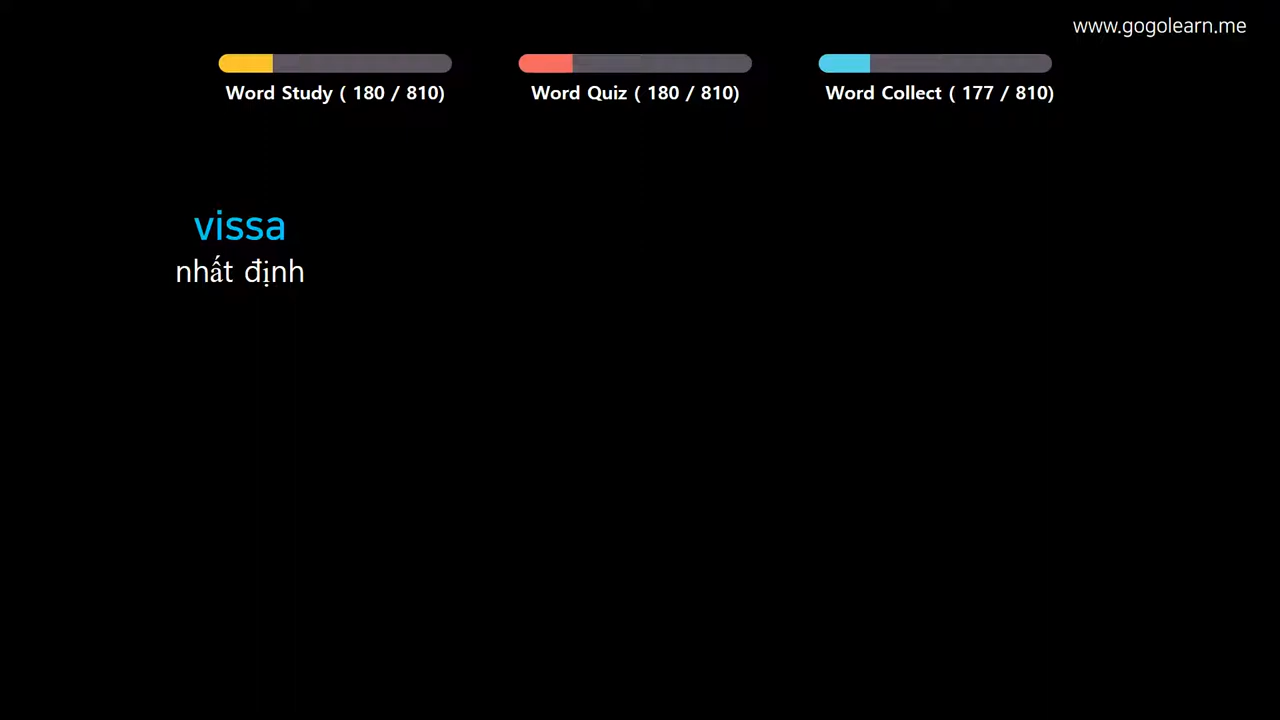 www.gogolearn.me
Word Study ( 180 / 810)
Word Quiz ( 180 / 810)
Word Collect ( 177 / 810)
vissa
nhất định